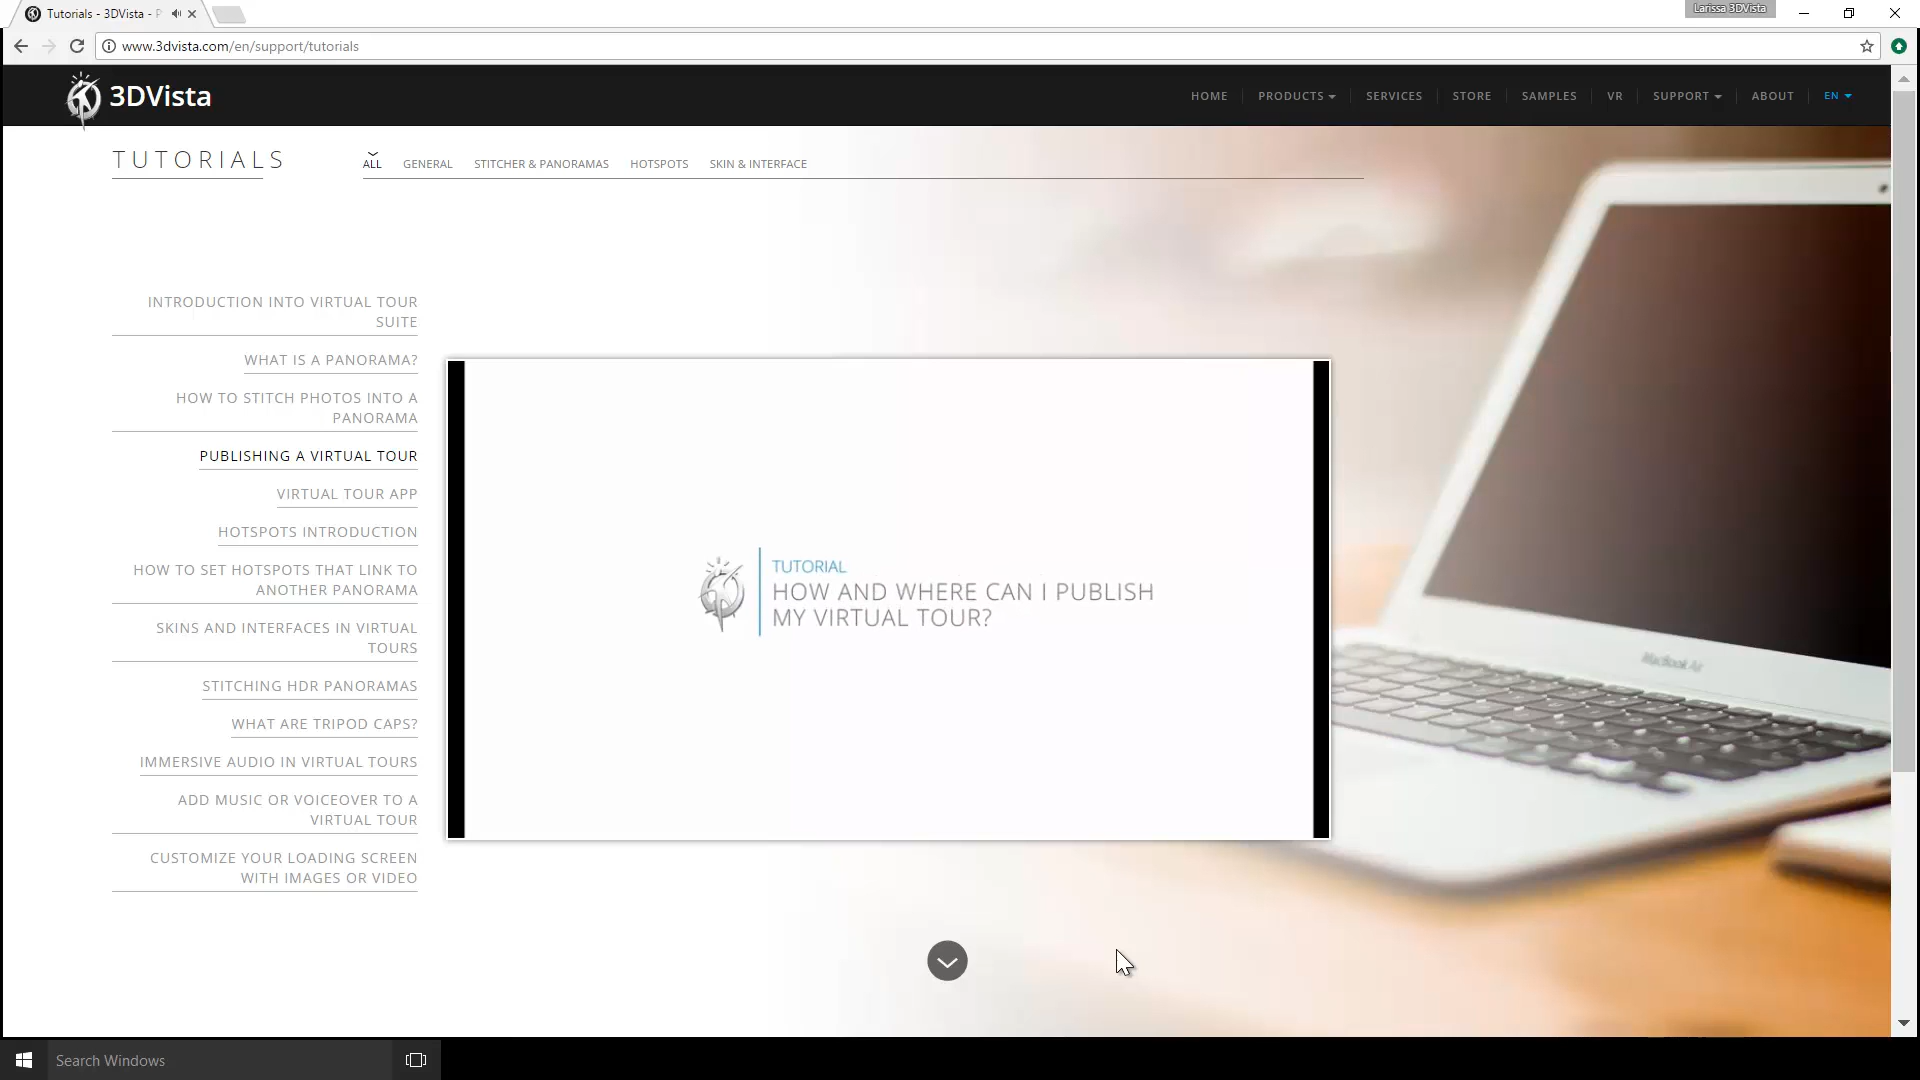 Tutorials - 3DVista - P
Larissa 3DVista
www.3dvista.com/en/support/tutorials
3DVista
HOME
PRODUCTS
SERVICES
STORE
SAMPLES
VR
SUPPORT
ABOUT
EN
TUTORIALS
ALL
GENERAL
STITCHER & PANORAMAS
HOTSPOTS
SKIN & INTERFACE
INTRODUCTION INTO VIRTUAL TOUR
SUITE
WHAT IS A PANORAMA?
HOW TO STITCH PHOTOS INTO A
PANORAMA
PUBLISHING A VIRTUAL TOUR
VIRTUAL TOUR APP
HOTSPOTS INTRODUCTION
HOW TO SET HOTSPOTS THAT LINK TO
ANOTHER PANORAMA
SKINS AND INTERFACES IN VIRTUAL
TOURS
STITCHING HDR PANORAMAS
WHAT ARE TRIPOD CAPS?
IMMERSIVE AUDIO IN VIRTUAL TOURS
ADD MUSIC OR VOICEOVER TO A
VIRTUAL TOUR
CUSTOMIZE YOUR LOADING SCREEN
WITH IMAGES OR VIDEO
TUTORIAL
HOW AND WHERE CAN I PUBLISH
MY VIRTUAL TOUR?
MacBook Air
Search Windows